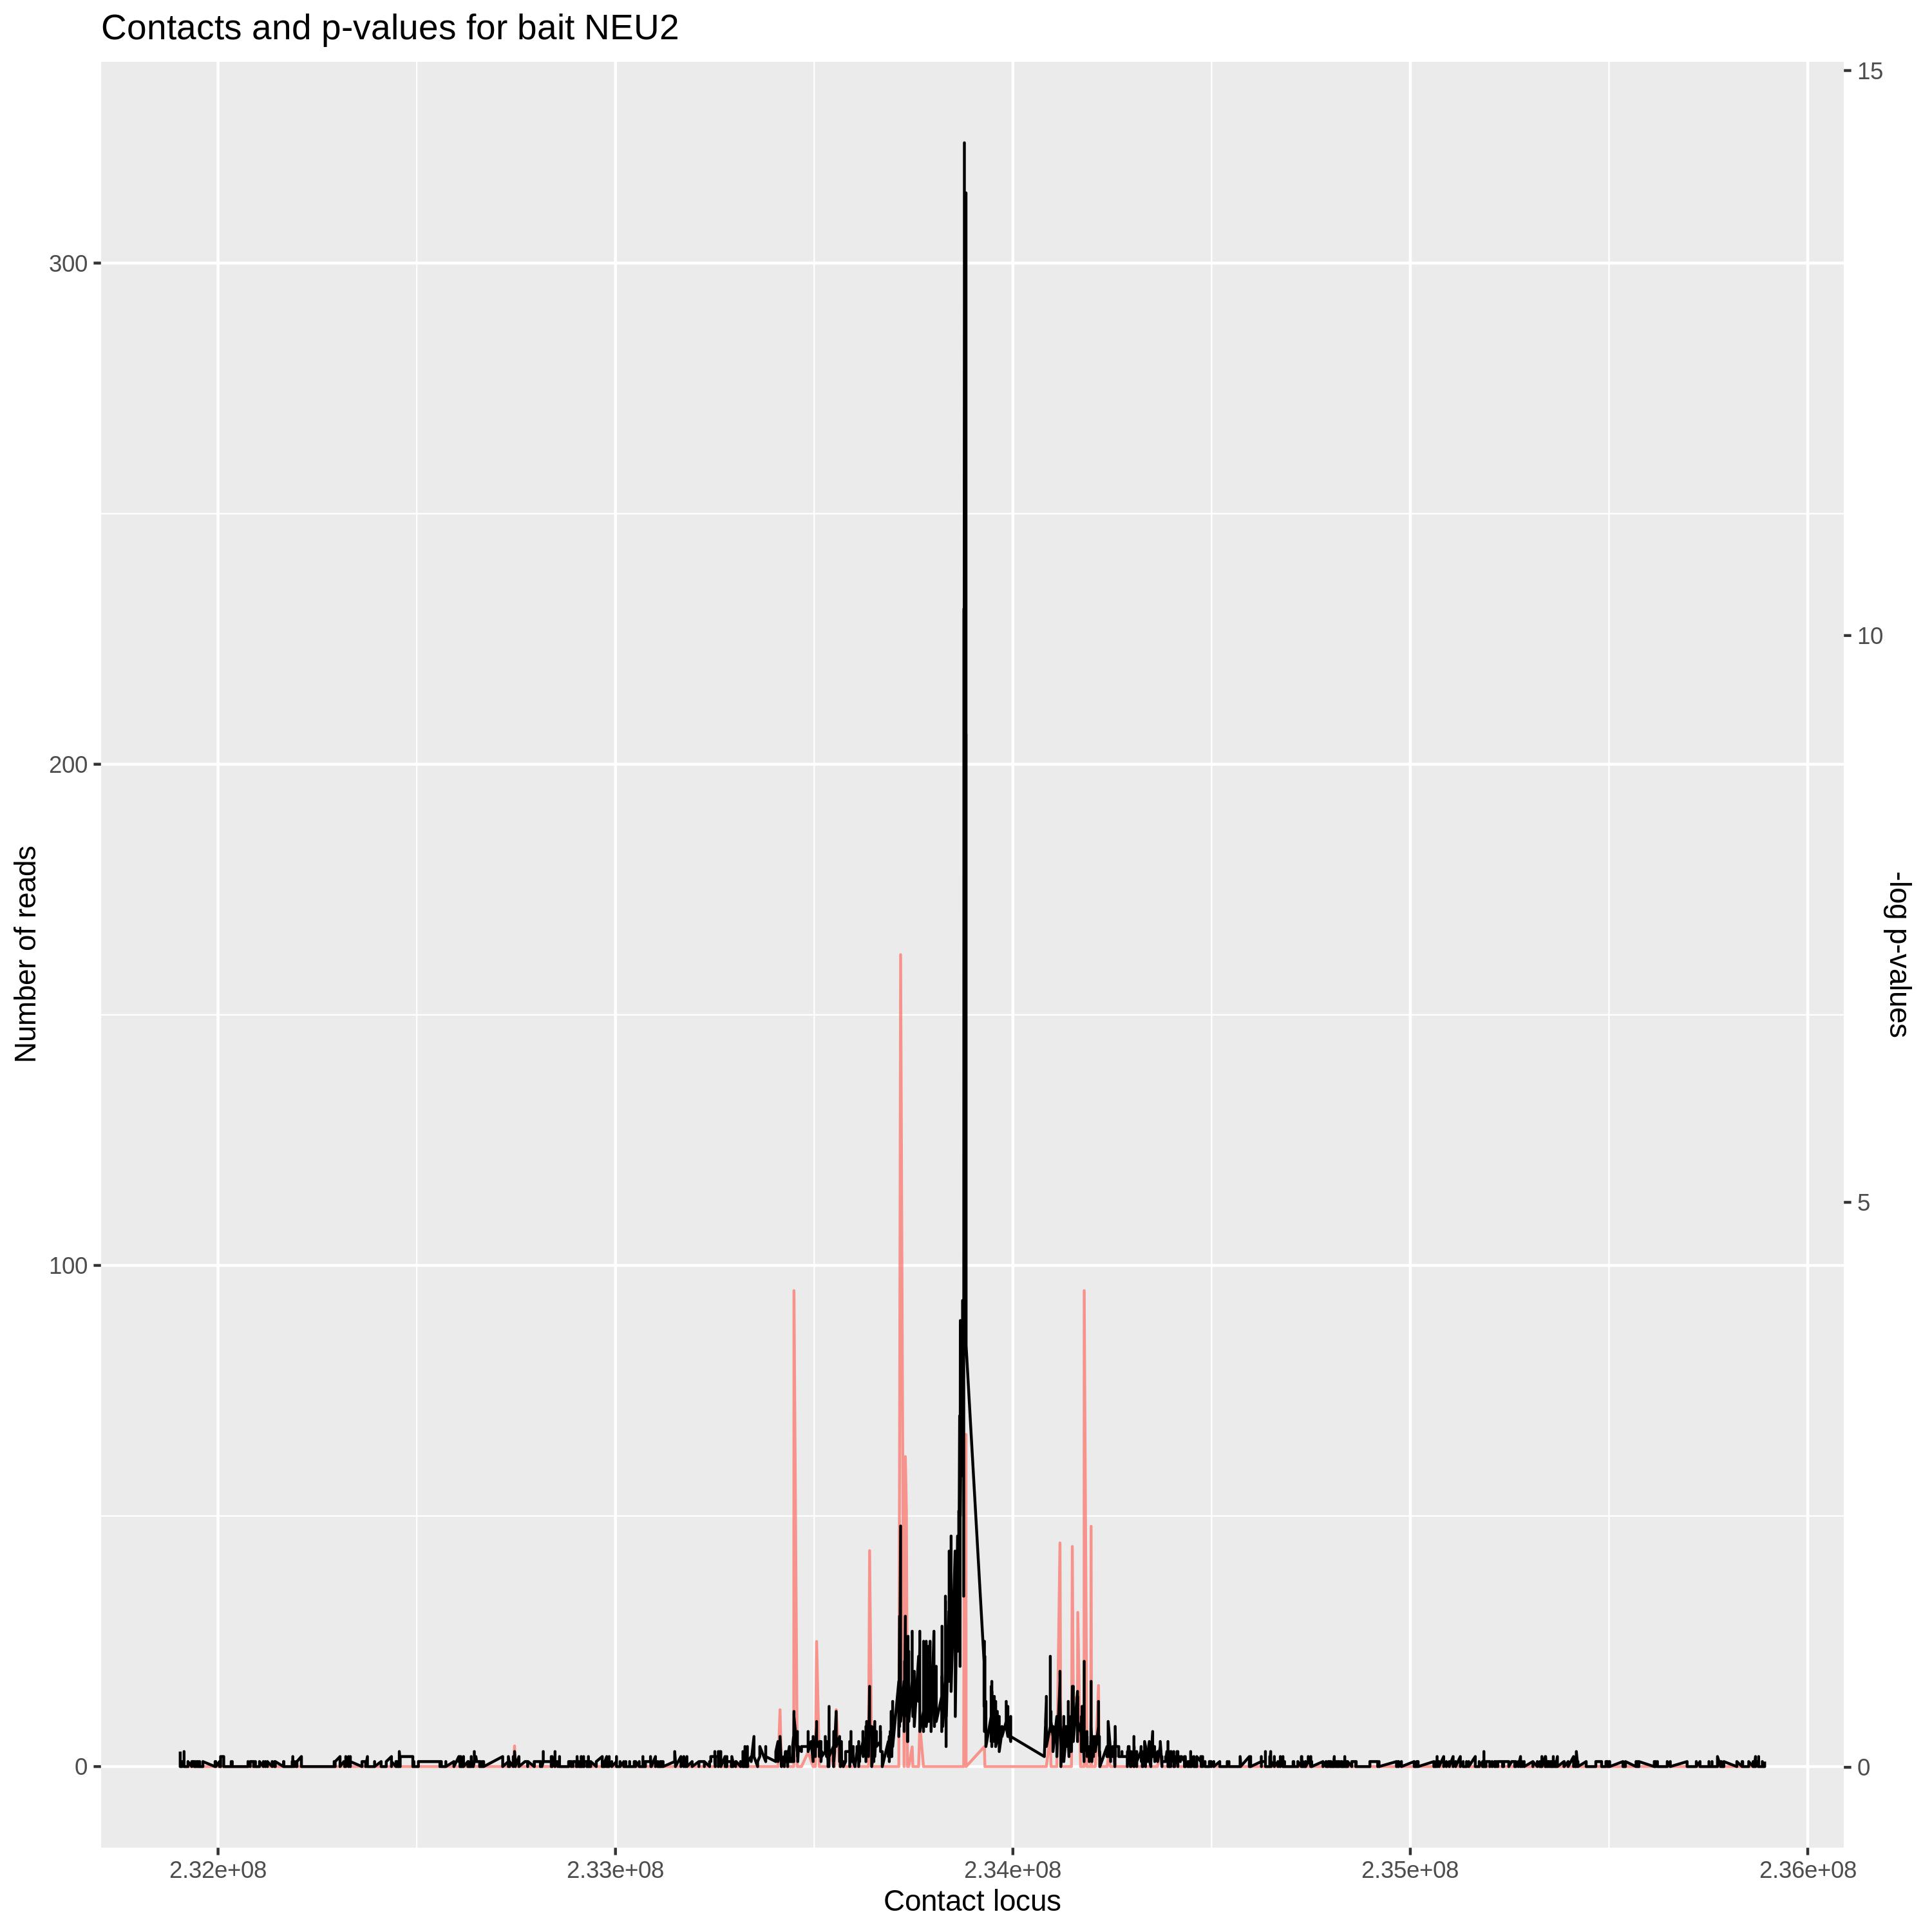 Contacts and p-values for bait NEU2
Number of reads
300
200
100
0
15
10
5
0
-log p-values
2.32e+08
2.33e+08
2.34e+08
2.35e+08
2.36e+08
Contact locus